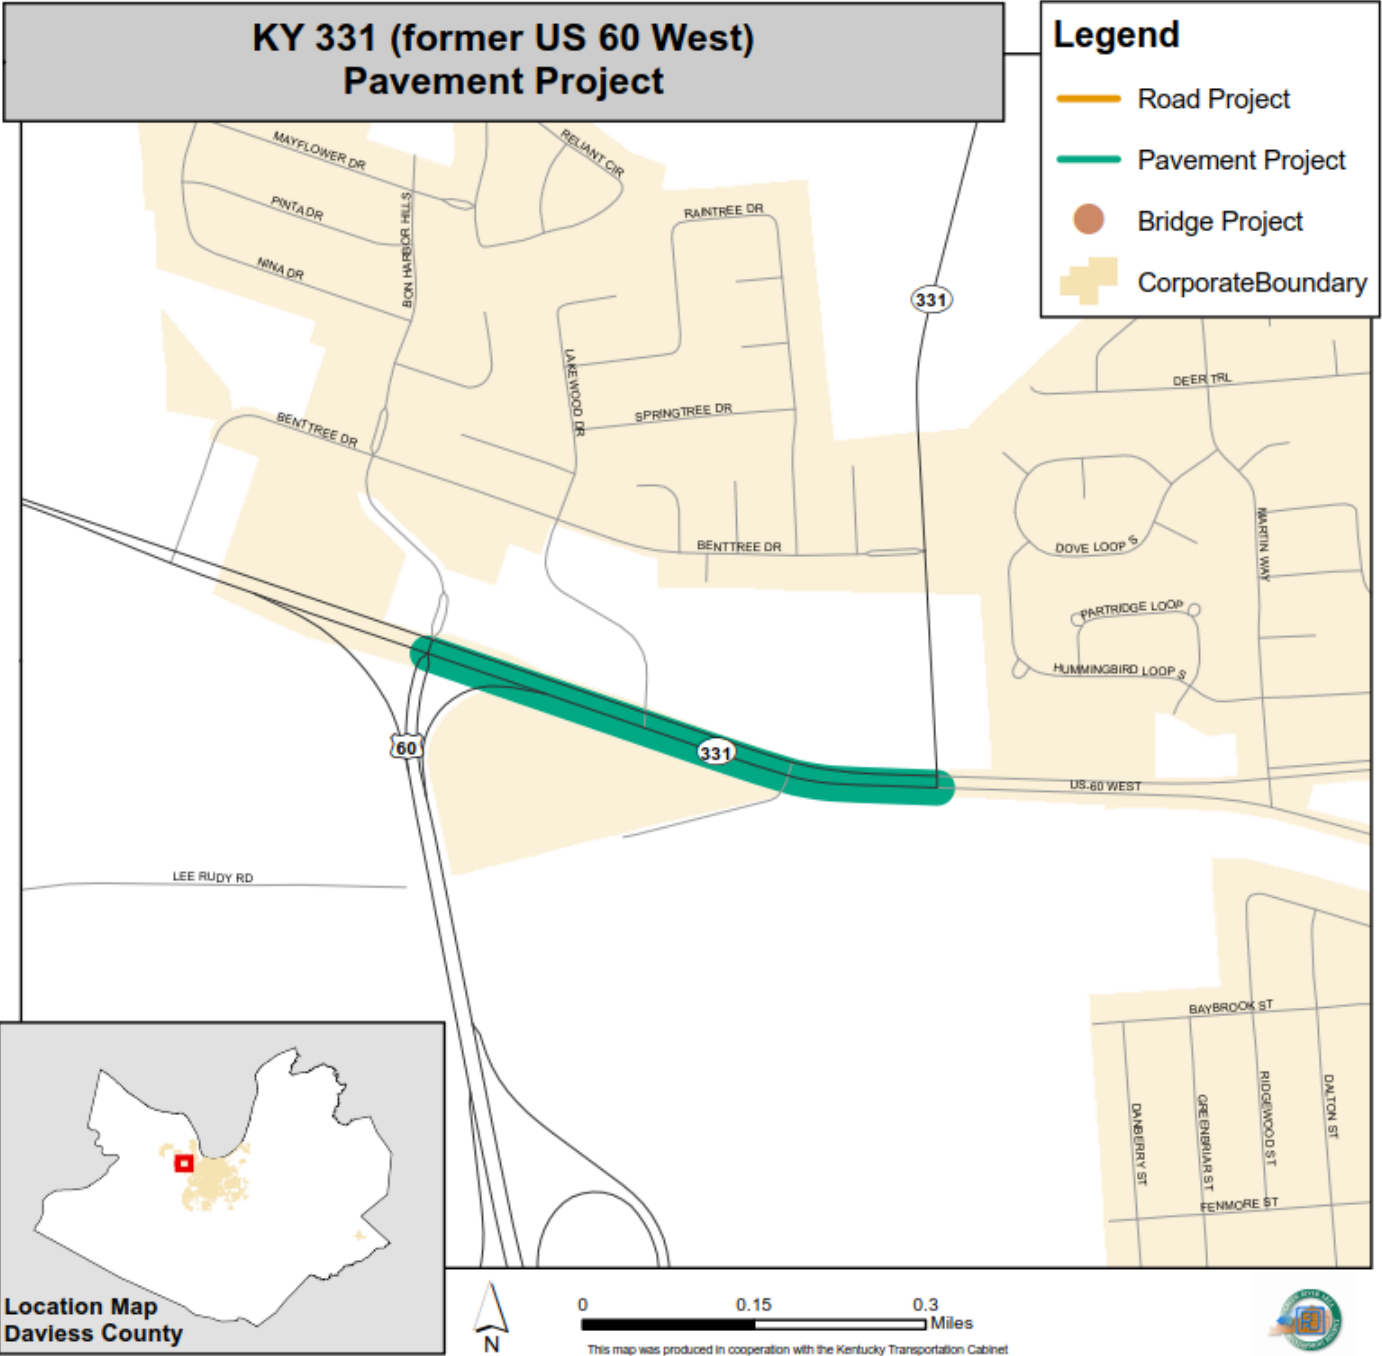 KY 331 (former US 60 West)
Pavement Project
Legend
Road Project
Pavement Project
Bridge Project
CorporateBoundary
MAYFLOWER DR
RELIANT CIR
PINTA DR
BON HARBOR HILLS
NINA DR
RAINTREE DR
331
LAKEWOOD DR
DEER TRL
SPRINGTREE DR
BENTTREE DR
MARTIN WAY
BENTTREE DR
DOVE LOOP S
PARTRIDGE LOOP
HUMMINGBIRD LOOP S
60
331
US-60 WEST
LEE RUDY RD
BAYBROOK ST
DANBERRY ST
GREENBRIAR ST
RIDGEWOOD ST
DALTON ST
FENMORE ST
Location Map
Daviess County
N
0 0.15 0.3
Miles
This map was produced in cooperation with the Kentucky Transportation Cabinet